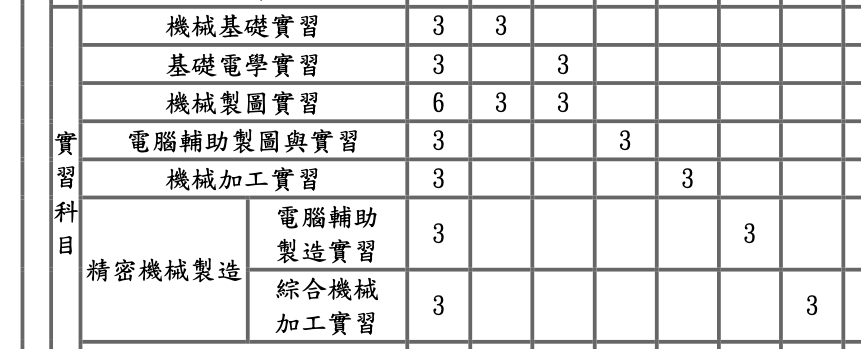 機械基礎實習 3 3
基礎電學實習 3 3
機械製圖實習 6 3 3
電腦輔助製圖與實習 3 3
機械加工實習 3 3
實習科目
精密機械製造
電腦輔助
製造實習 3 3
綜合機械
加工實習 3 3